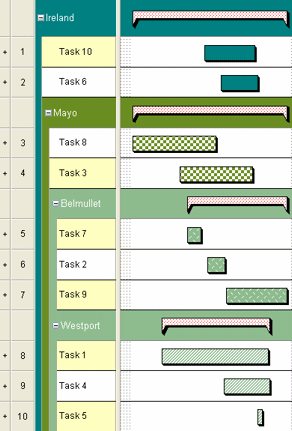 Ireland
+ 1 Task 10
+ 2 Task 6
Mayo
+ 3 Task 8
+ 4 Task 3
Belmullet
+ 5 Task 7
+ 6 Task 2
+ 7 Task 9
Westport
+ 8 Task 1
+ 9 Task 4
+ 10 Task 5